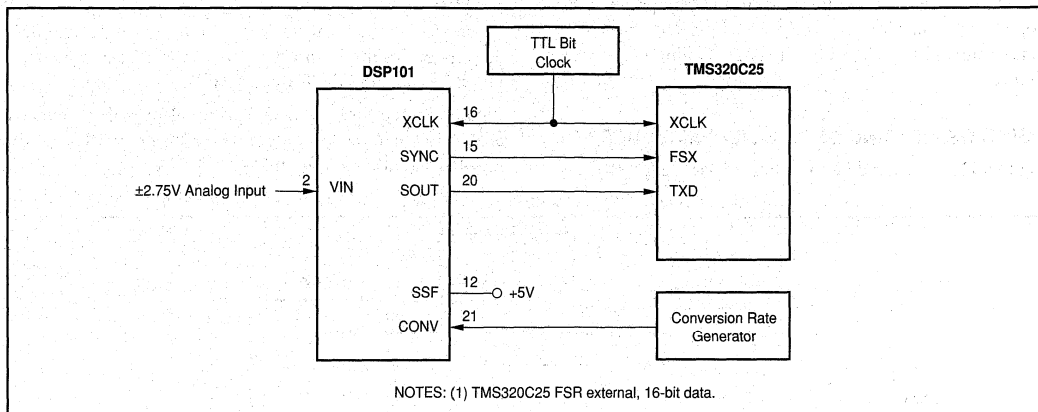 TTL Bit
Clock
DSP101
TMS320C25
XCLK
16
XCLK
SYNC
15
FSX
±2.75V Analog Input
2
VIN
SOUT
20
TXD
SSF
12
+5V
CONV
21
Conversion Rate
Generator
NOTES: (1) TMS320C25 FSR external, 16-bit data.